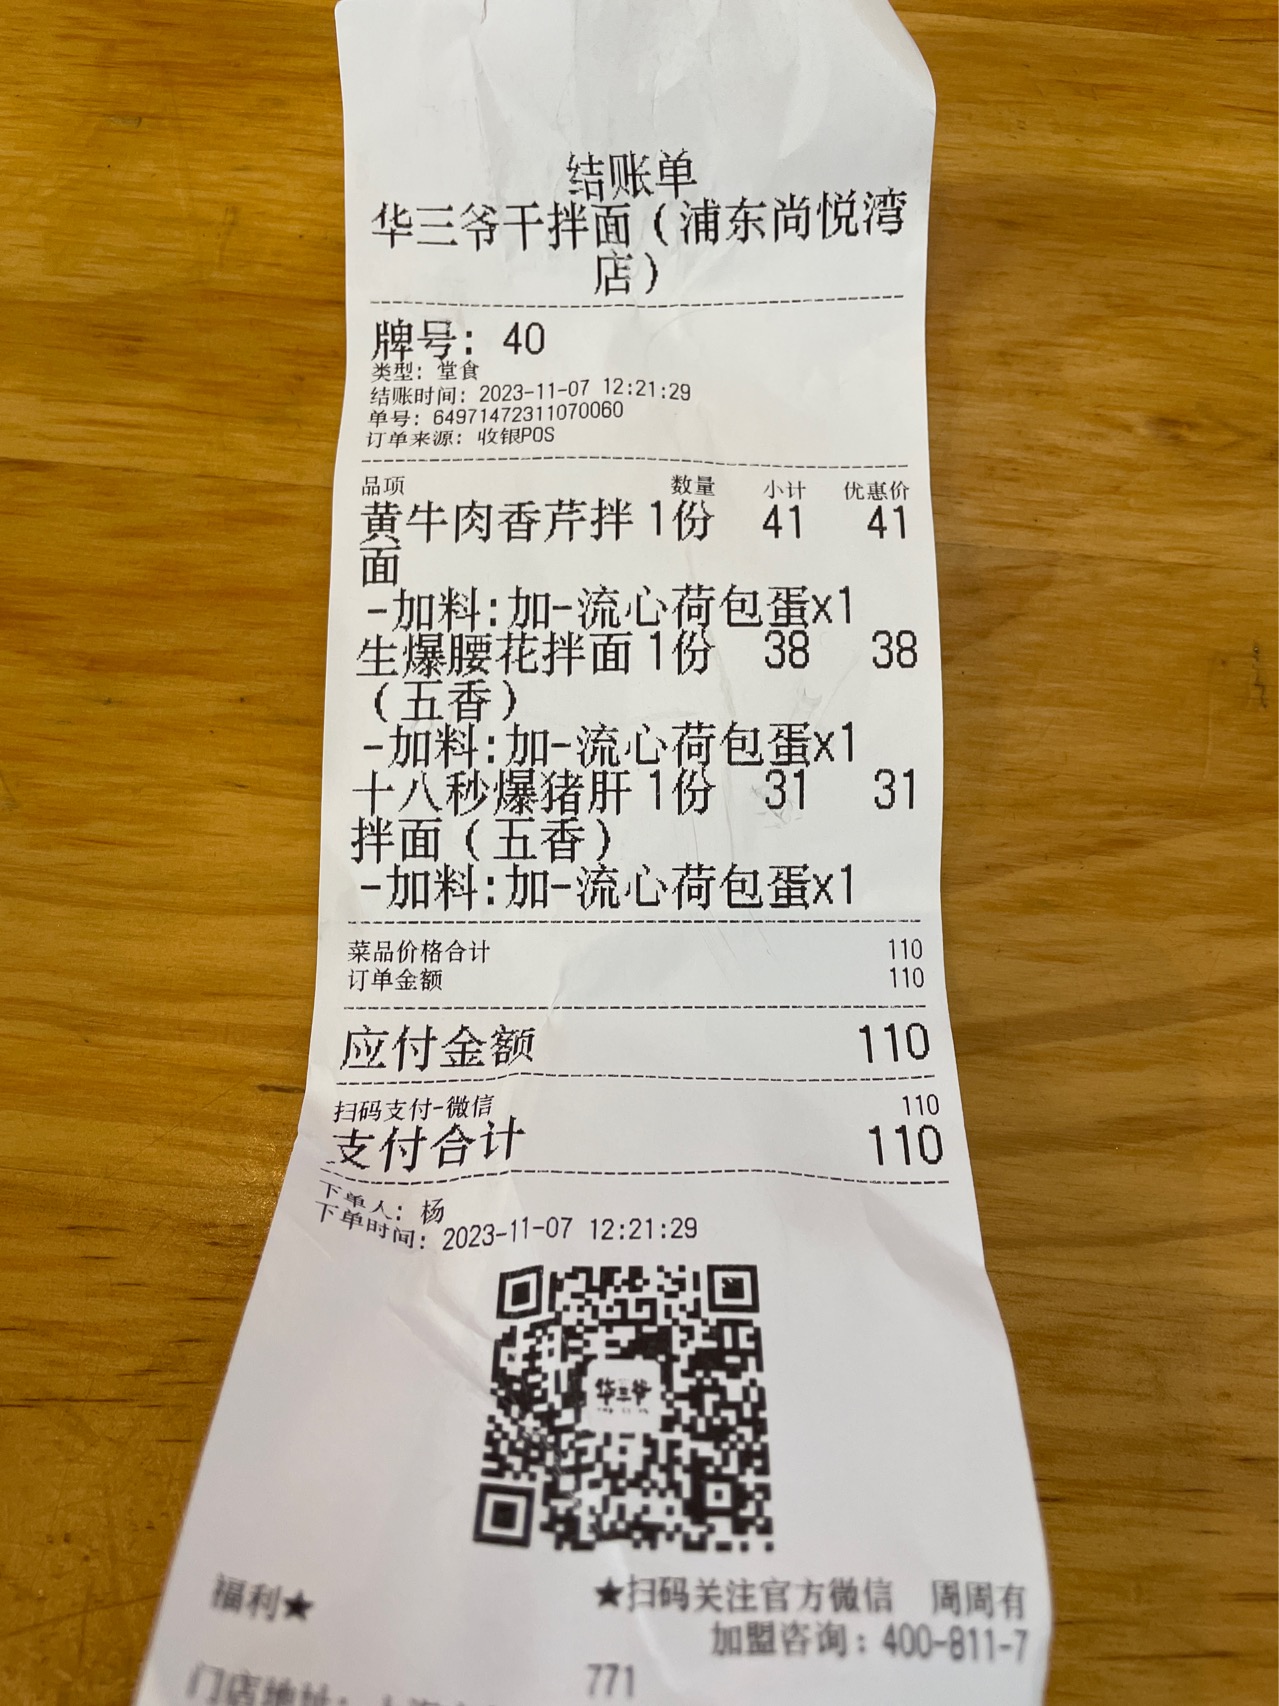 结账单
华三爷干拌面(浦东尚悦湾
店)
牌号: 40
类型: 堂食
结账时间: 2023-11-07 12:21:29
单号: 64971472311070060
订单来源: 收银POS
品项 数量 小计 优惠价
黄牛肉香芹拌 1份 41 41
面
-加料:加-流心荷包蛋x1
生爆腰花拌面 1份 38 38
(五香)
-加料:加-流心荷包蛋x1
十八秒爆猪肝 1份 31 31
拌面(五香)
-加料:加-流心荷包蛋x1
菜品价格合计 110
订单金额 110
应付金额 110
扫码支付-微信 110
支付合计 110
下单人: 杨
下单时间: 2023-11-07 12:21:29
华三爷
★扫码关注官方微信 周周有
福利★
加盟咨询: 400-811-7
771
门店地址: 上海